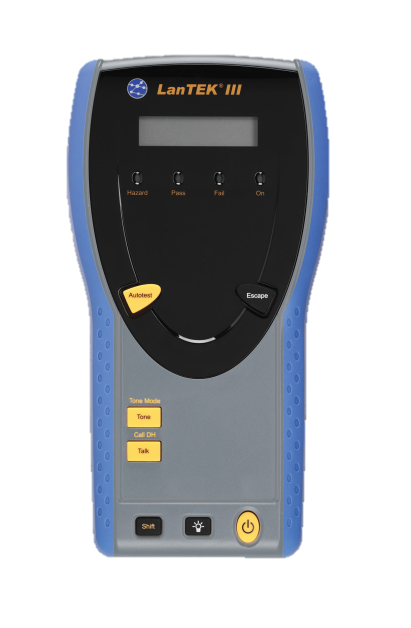 LanTEK® III
Hazard Pass Fail On
Autotest Escape
Tone Mode
Tone
Call DH
Talk
Shift